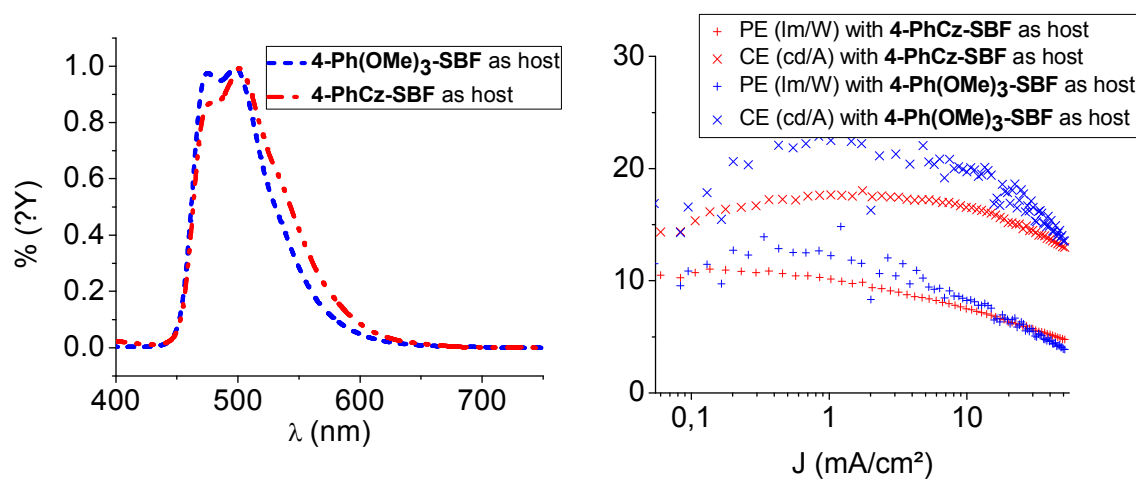 % (?Y)
1.0
0.8
0.6
0.4
0.2
0.0
400
500
600
700
λ (nm)
4-Ph(OMe)3-SBF as host
4-PhCz-SBF as host
PE (lm/W) with 4-PhCz-SBF as host
CE (cd/A) with 4-PhCz-SBF as host
PE (lm/W) with 4-Ph(OMe)3-SBF as host
CE (cd/A) with 4-Ph(OMe)3-SBF as host
30
20
10
0
0,1
1
10
J (mA/cm²)